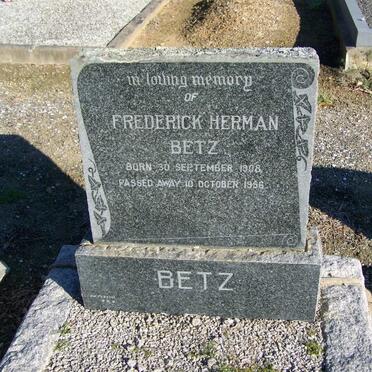 in loving memory
OF
FREDERICK HERMAN
BETZ
BORN 30 SEPTEMBER 1908
PASSED AWAY 10 OCTOBER 1956
BETZ